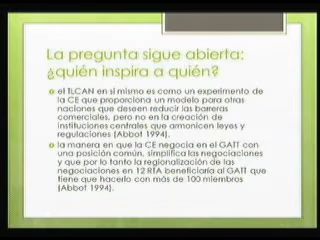 La pregunta sigue abierta:
¿quién inspira a quién?
el TLCAN en si mismo es como un experimento de
la CE que proporciona un modelo para otras
naciones que deseen reducir las barreras
comerciales, pero no en la creación de
instituciones centrales que armonicen leyes y
regulaciones (Abbot 1994).
la manera en que la CE negocia en el GATT con
una posición común, simplifica las negociaciones
y que por lo tanto la regionalización de las
negociaciones en 12 RTA beneficiaría al GATT que
tiene que hacerlo con más de 100 miembros
(Abbot 1994).